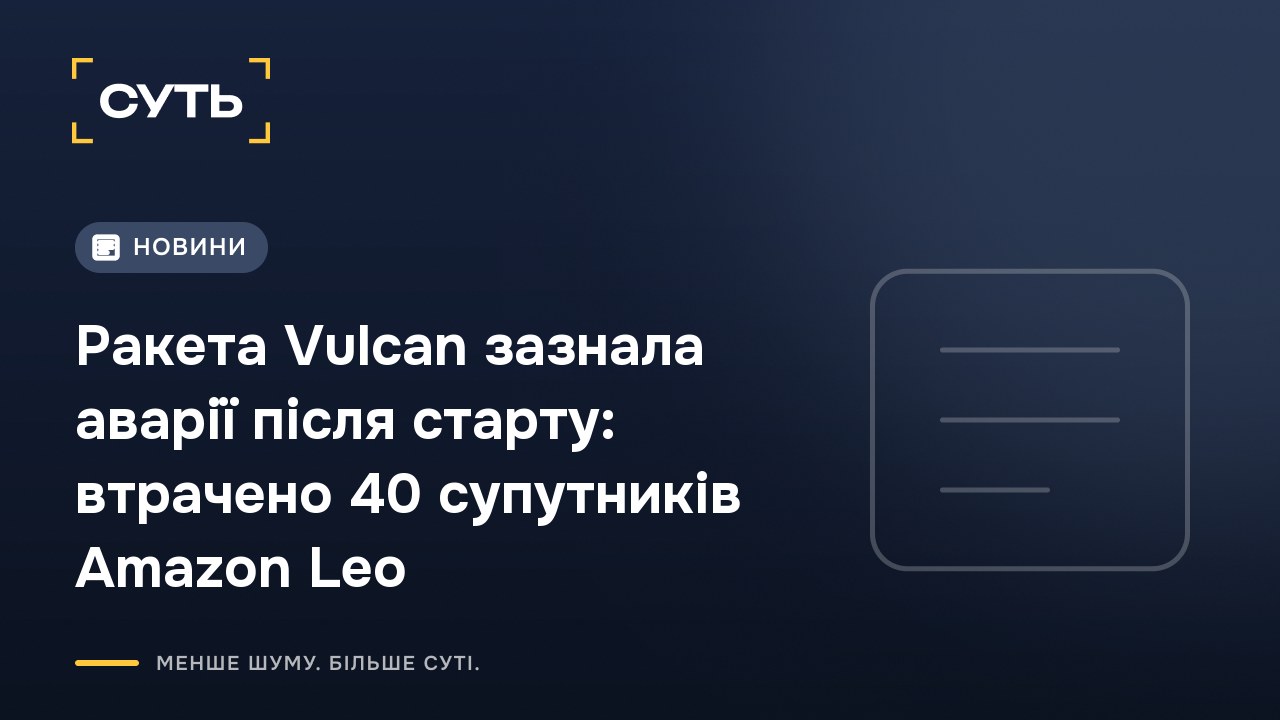 СУТЬ
НОВИНИ
Ракета Vulcan зазнала
аварії після старту:
втрачено 40 супутників
Amazon Leo
МЕНШЕ ШУМУ. БІЛЬШЕ СУТІ.